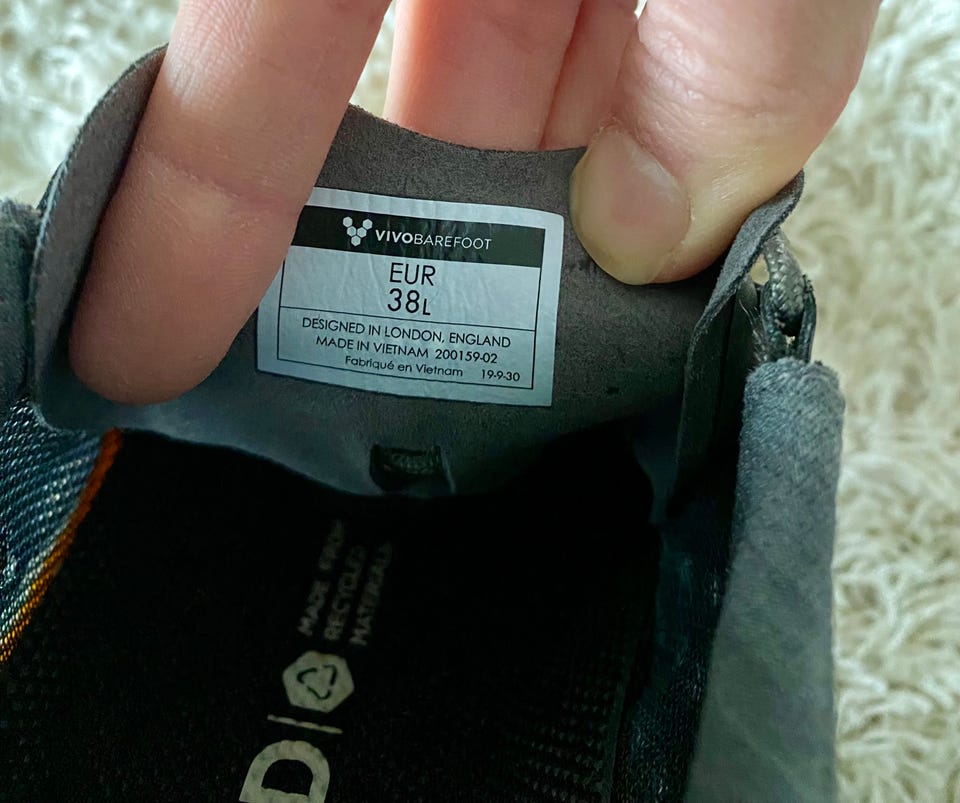 VIVOBAREFOOT
EUR
38L
DESIGNED IN LONDON, ENGLAND
MADE IN VIETNAM 200159-02
Fabriqué en Vietnam 19-9-30
MADE FROM
RECYCLED
MATERIALS
D